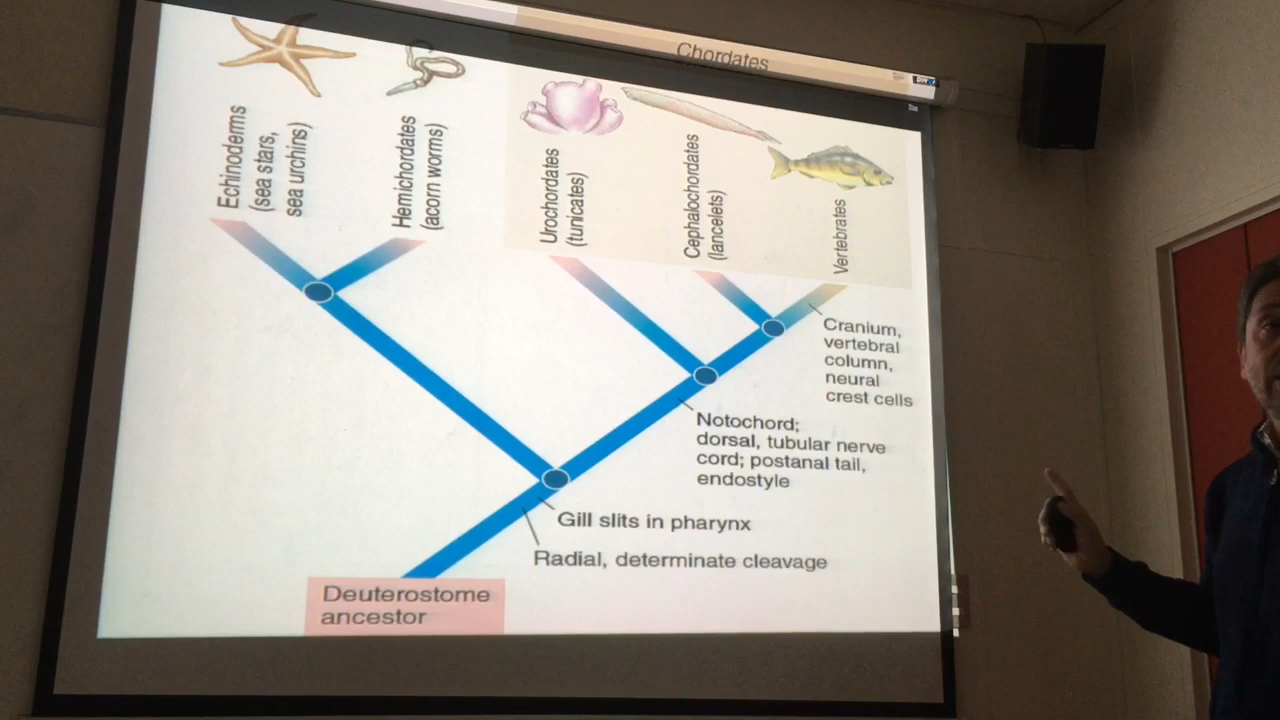 Chordates
Echinoderms
(sea stars,
sea urchins)
Hemichordates
(acorn worms)
Urochordates
(tunicates)
Cephalochordates
(lancelets)
Vertebrates
Cranium,
vertebral
column,
neural
crest cells
Notochord;
dorsal, tubular nerve
cord; postanal tail,
endostyle
Gill slits in pharynx
Radial, determinate cleavage
Deuterostome
ancestor